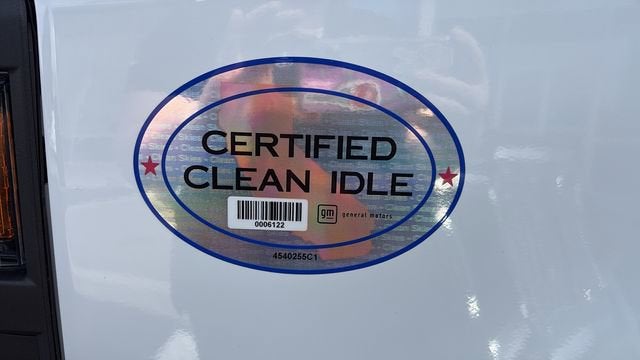 CERTIFIED
CLEAN IDLE
0006122
gm general motors
4540255C1